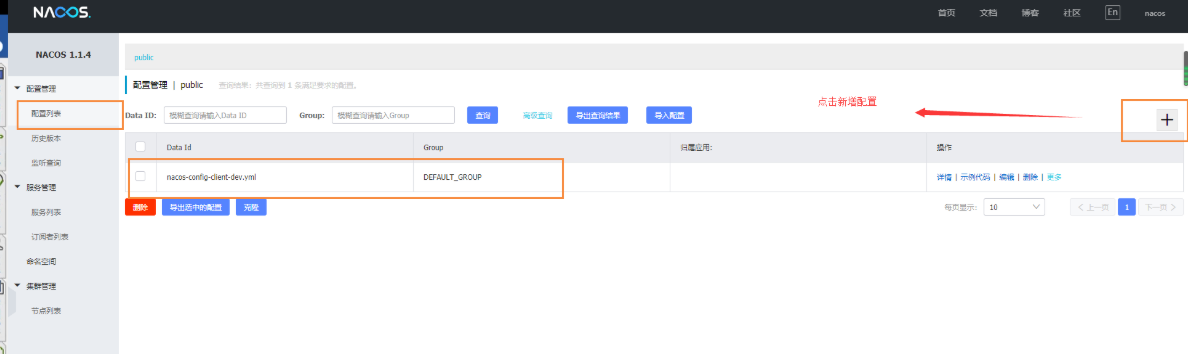 NACOS.
首页 文档 博客 社区 En nacos
NACOS 1.1.4
配置管理
配置列表
历史版本
监听查询
服务管理
服务列表
订阅者列表
命名空间
集群管理
节点列表
public
配置管理 | public 查询结果：共查询到 1 条满足要求的配置。
点击新增配置
Data ID: 模糊查询请输入Data ID Group: 模糊查询请输入Group 查询 高级查询 导出查询结果 导入配置 +
Data Id Group 归属应用: 操作
nacos-config-client-dev.yml DEFAULT_GROUP 详情 | 示例代码 | 编辑 | 删除 | 更多
删除 导出选中的配置 克隆 每页显示: 10 < 上一页 1 下一页 >